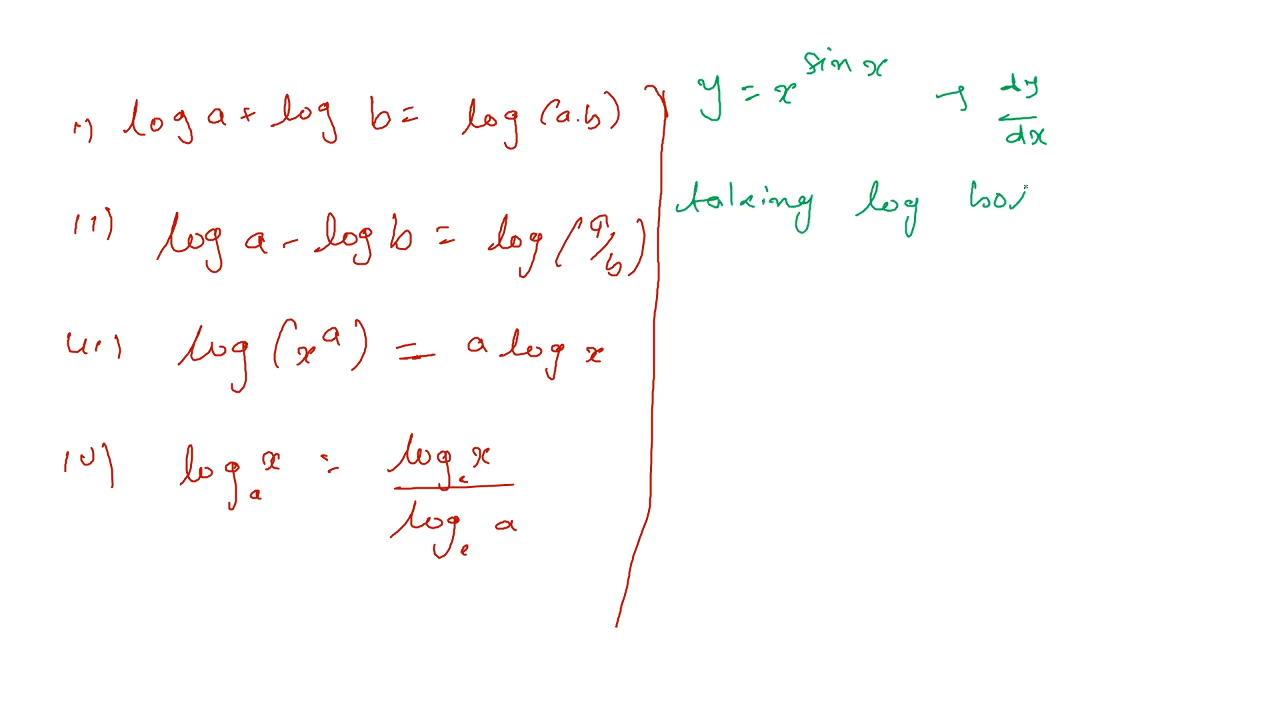 i) log a + log b = log (a.b)
ii) log a - log b = log (a/b)
iii) log (x^a) = a log x
iv) log_a x = log_e x / log_e a
y = x^sin x → dy/dx
taking log